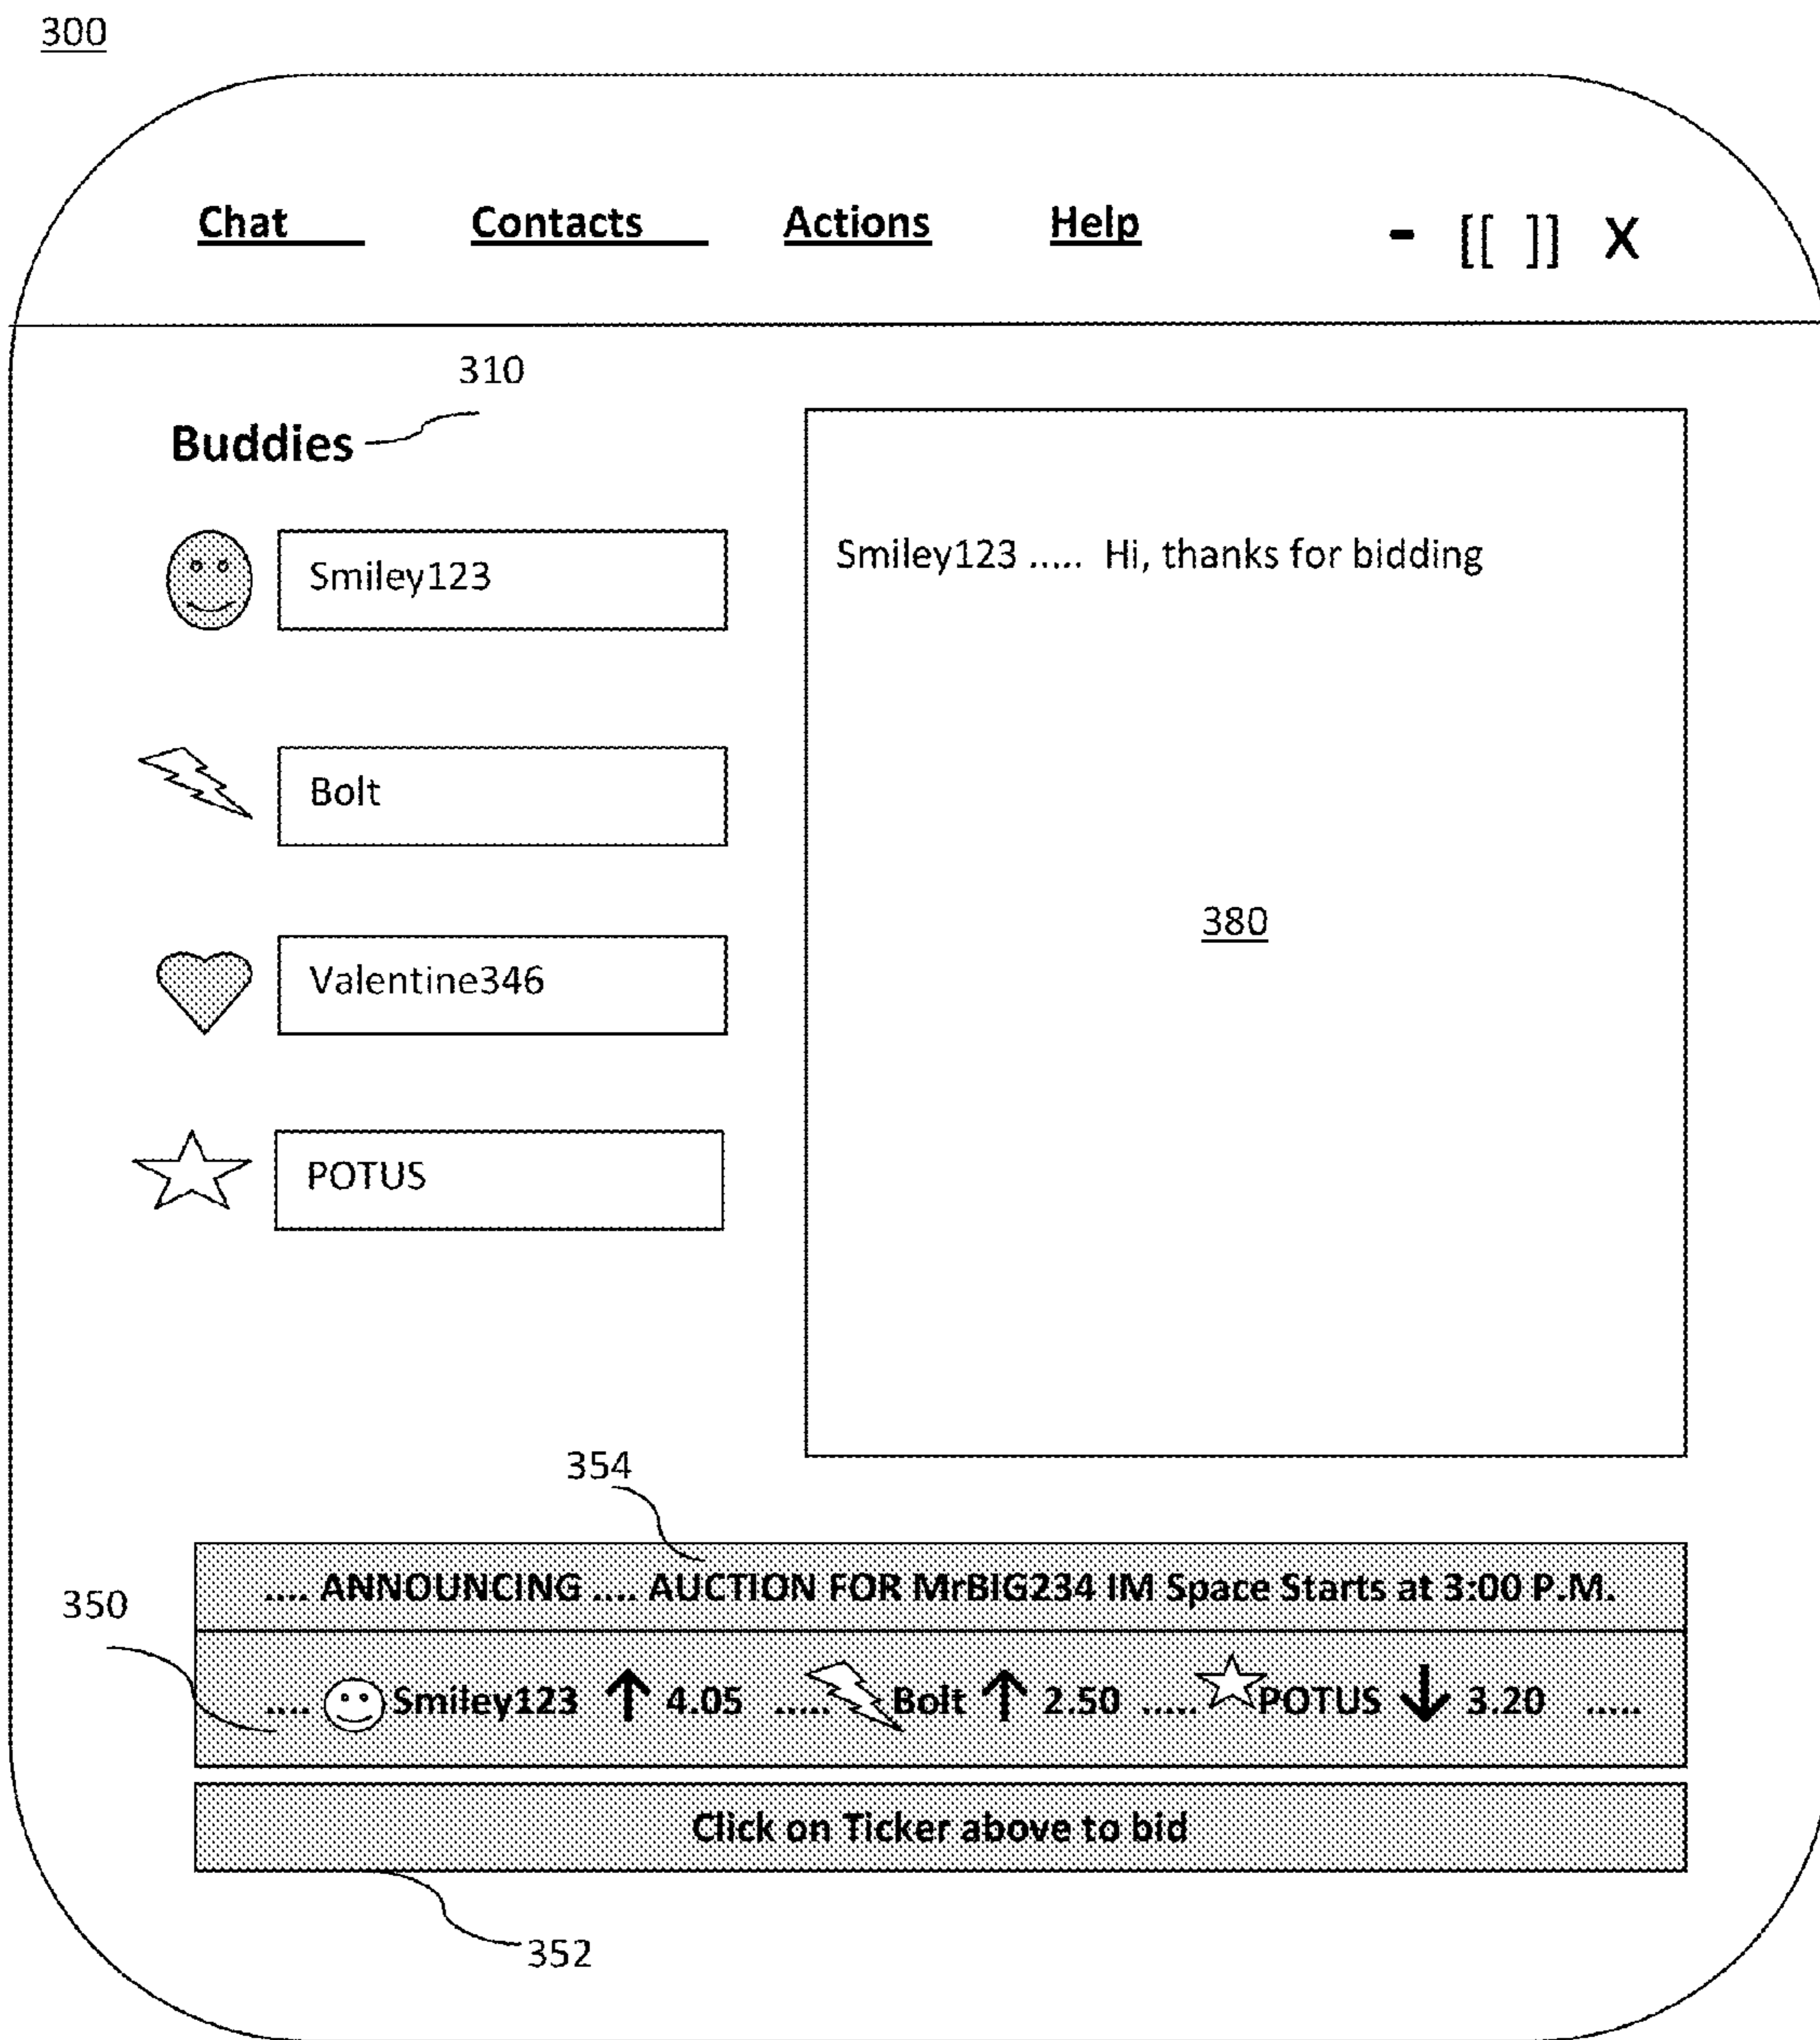 300
Chat Contacts Actions Help - [[ ]] X
310
Buddies
Smiley123
Bolt
Valentine346
POTUS
Smiley123 ..... Hi, thanks for bidding
380
354
.... ANNOUNCING .... AUCTION FOR MrBIG234 IM Space Starts at 3:00 P.M.
350
.... Smiley123 ↑ 4.05 ..... Bolt ↑ 2.50 ..... POTUS ↓ 3.20 .....
Click on Ticker above to bid
352